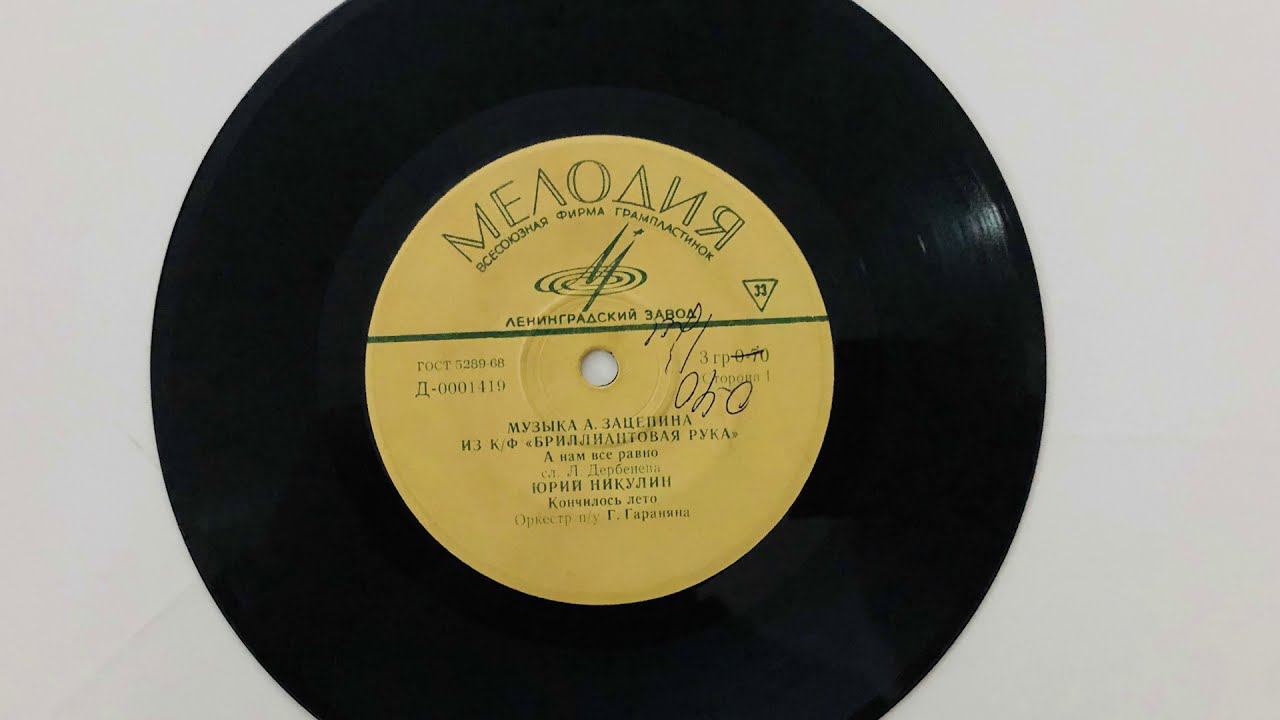 МЕЛОДИЯ
ВСЕСОЮЗНАЯ ФИРМА ГРАМПЛАСТИНОК
33
ЛЕНИНГРАДСКИЙ ЗАВОД
ГОСТ 5289-68
3 гр 0-70
Д-0001419
Сторона 1
0-40
МУЗЫКА А. ЗАЦЕПИНА
ИЗ К/Ф «БРИЛЛИАНТОВАЯ РУКА»
А нам все равно
сл. Л Дербенева
ЮРИЙ НИКУЛИН
Кончилось лето
Оркестр п/у Г. Гараняна